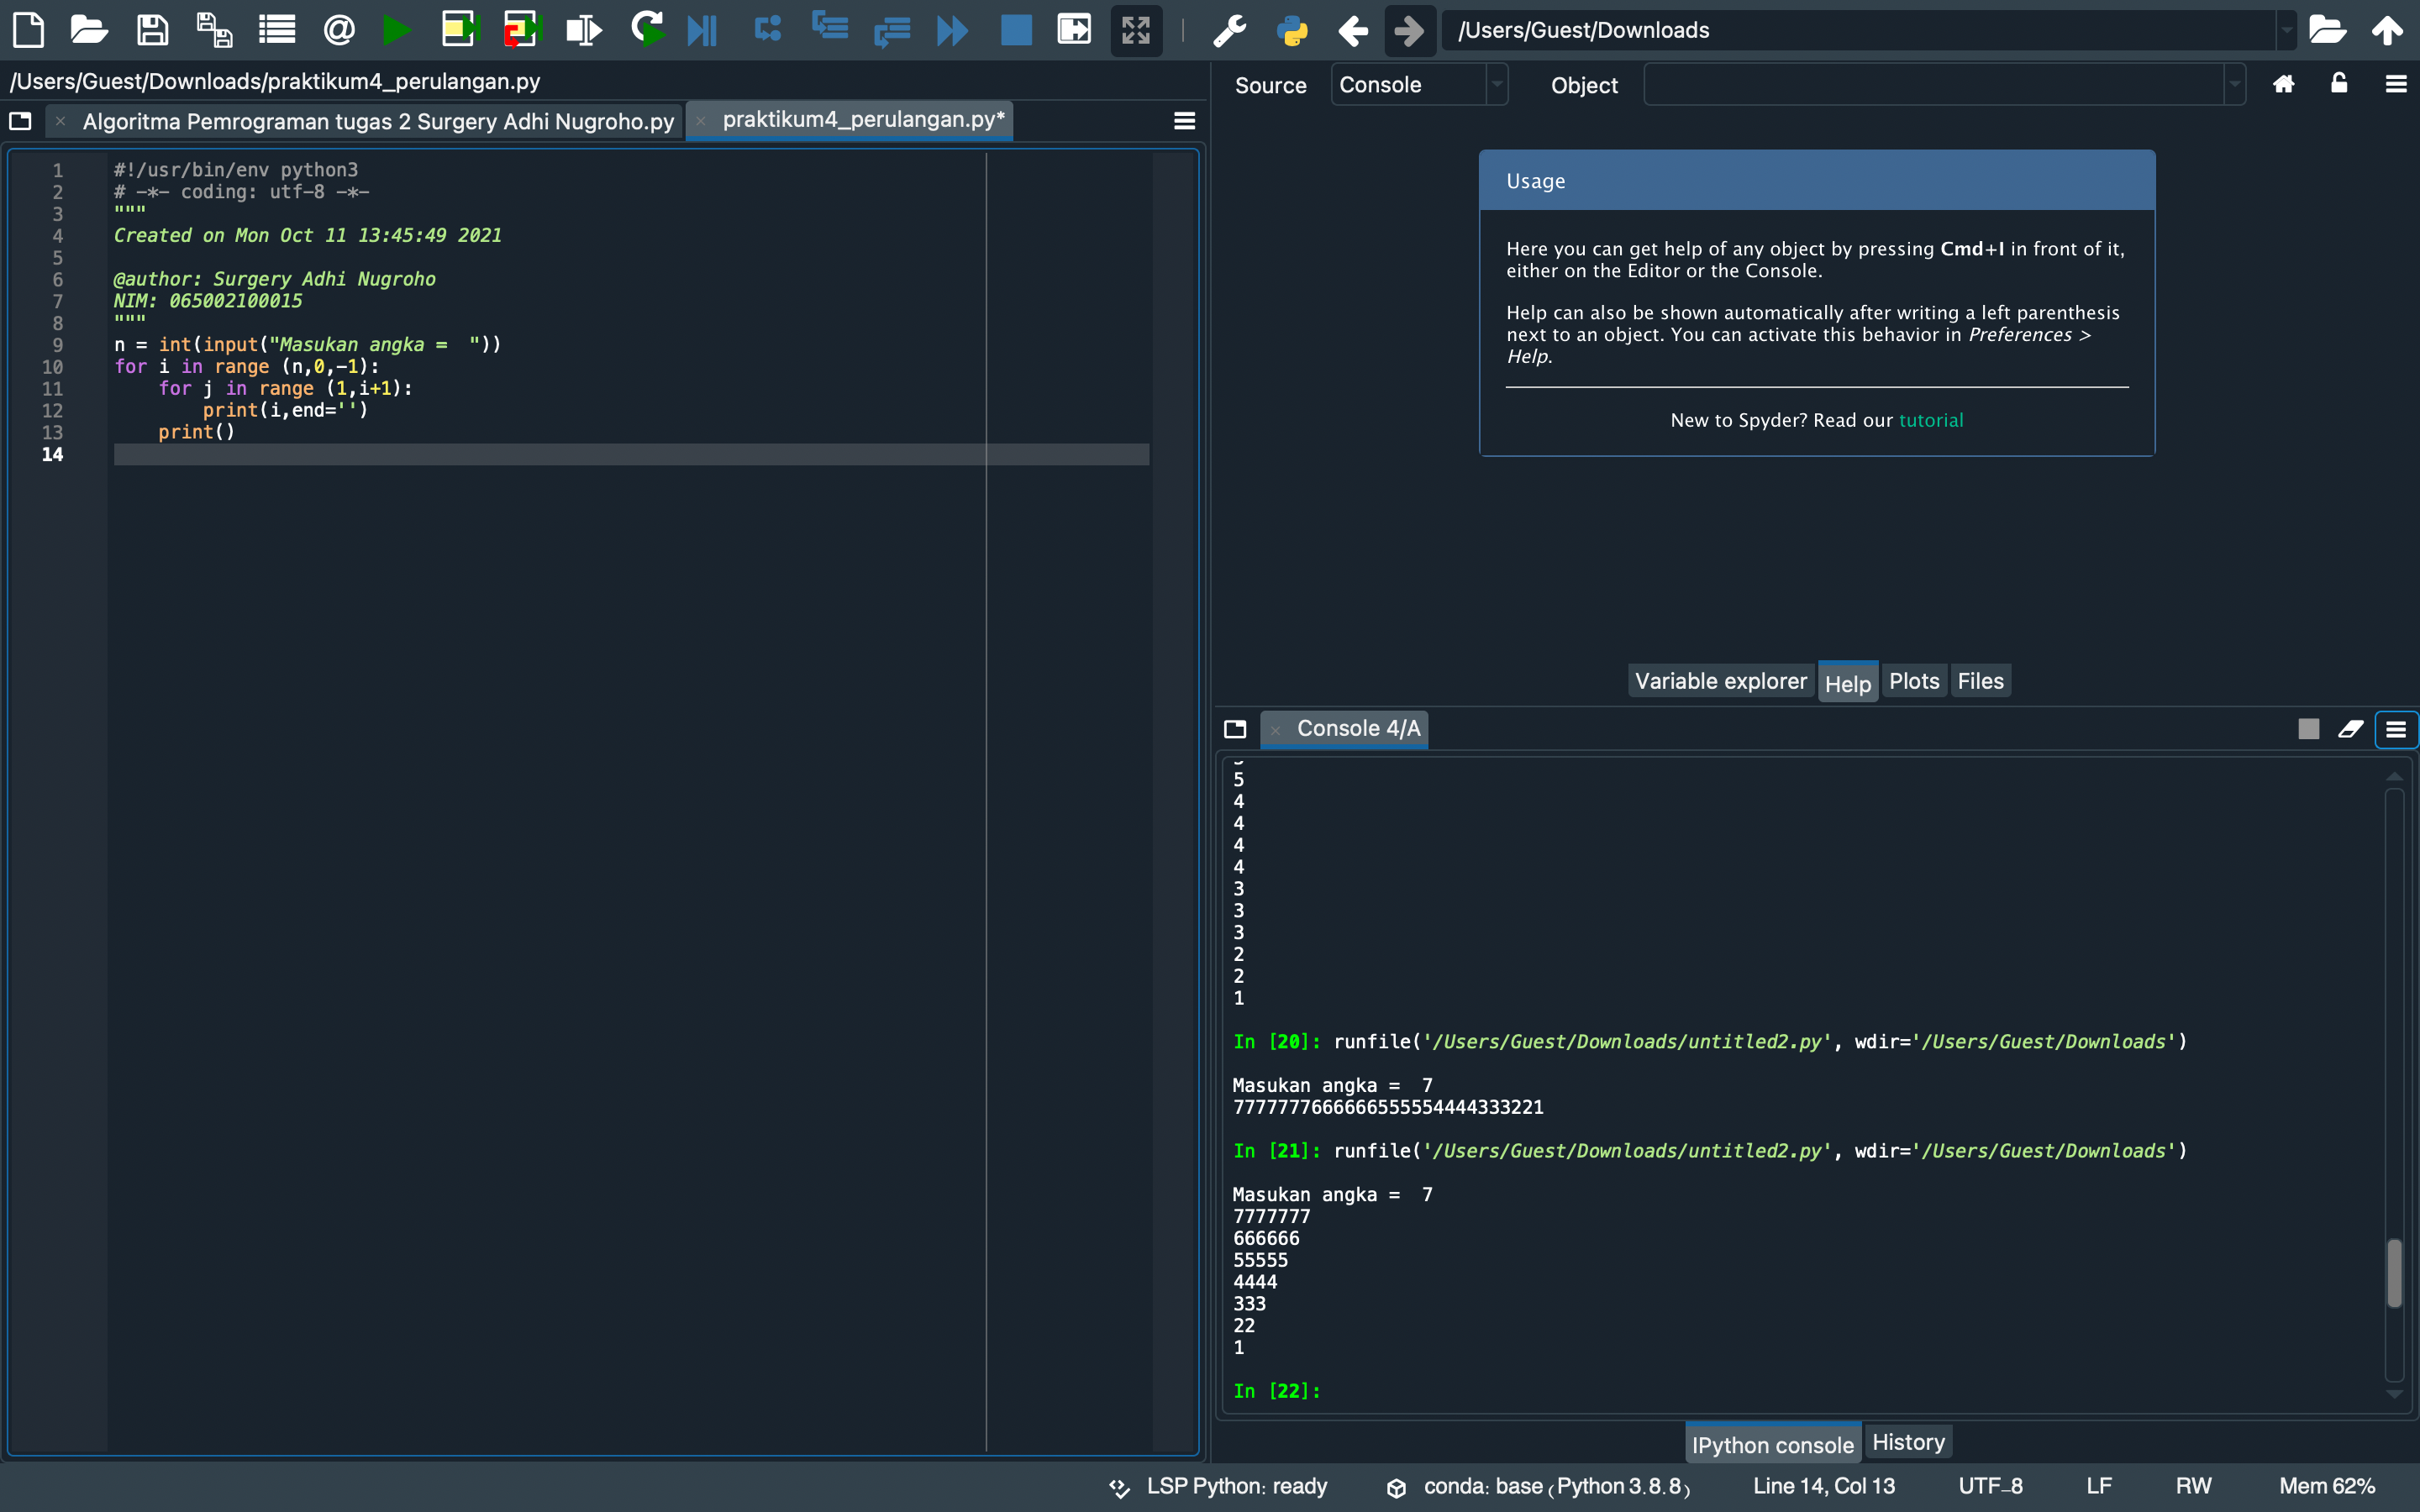 /Users/Guest/Downloads
/Users/Guest/Downloads/praktikum4_perulangan.py
Algoritma Pemrograman tugas 2 Surgery Adhi Nugroho.py
praktikum4_perulangan.py*
1 #!/usr/bin/env python3
2 # -*- coding: utf-8 -*-
3 """
4 Created on Mon Oct 11 13:45:49 2021
5
6 @author: Surgery Adhi Nugroho
7 NIM: 065002100015
8 """
9 n = int(input("Masukan angka =  "))
10 for i in range (n,0,-1):
11     for j in range (1,i+1):
12         print(i,end='')
13     print()
14
Source Console Object
Usage
Here you can get help of any object by pressing Cmd+I in front of it,
either on the Editor or the Console.
Help can also be shown automatically after writing a left parenthesis
next to an object. You can activate this behavior in Preferences >
Help.
New to Spyder? Read our tutorial
Variable explorer Help Plots Files
Console 4/A
5
4
4
4
4
3
3
3
2
2
1
In [20]: runfile('/Users/Guest/Downloads/untitled2.py', wdir='/Users/Guest/Downloads')
Masukan angka =  7
7777777666666555554444333221
In [21]: runfile('/Users/Guest/Downloads/untitled2.py', wdir='/Users/Guest/Downloads')
Masukan angka =  7
7777777
666666
55555
4444
333
22
1
In [22]:
IPython console History
LSP Python: ready conda: base (Python 3.8.8) Line 14, Col 13 UTF-8 LF RW Mem 62%